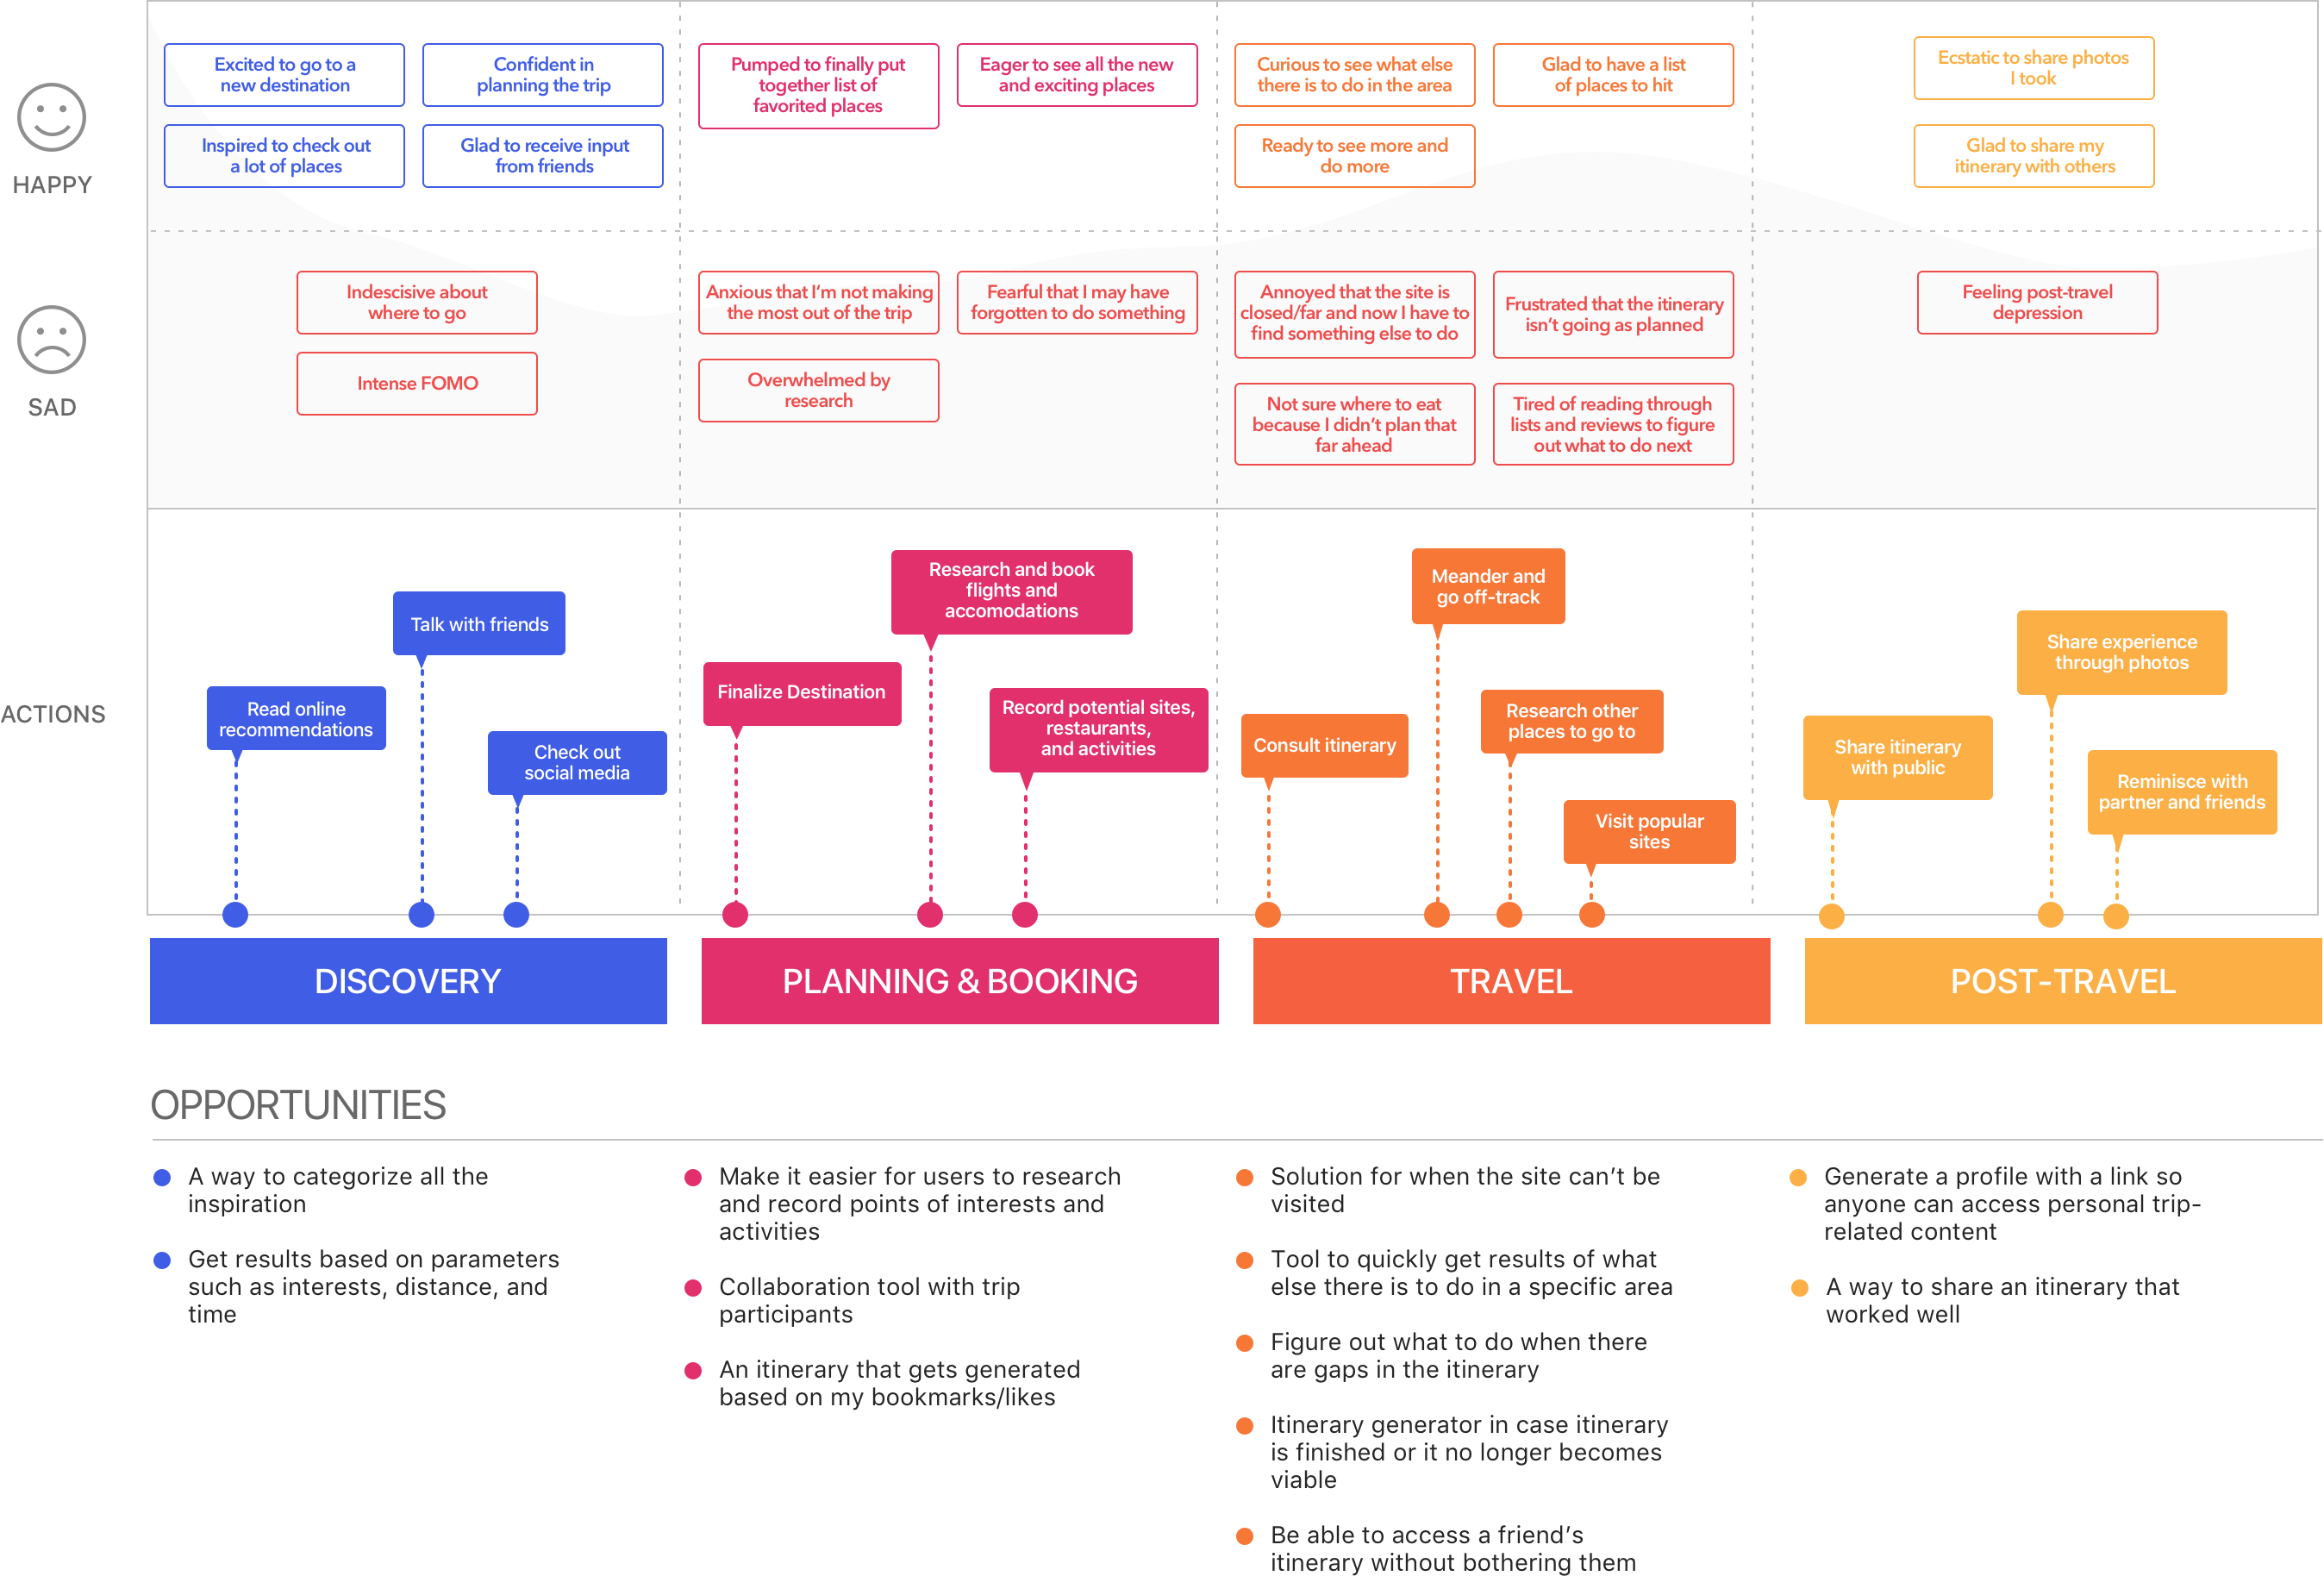 HAPPY
Excited to go to a
new destination
Confident in
planning the trip
Inspired to check out
a lot of places
Glad to receive input
from friends
Pumped to finally put
together list of
favorited places
Eager to see all the new
and exciting places
Curious to see what else
there is to do in the area
Glad to have a list
of places to hit
Ready to see more and
do more
Ecstatic to share photos
I took
Glad to share my
itinerary with others
SAD
Indescisive about
where to go
Intense FOMO
Anxious that I’m not making
the most out of the trip
Fearful that I may have
forgotten to do something
Overwhelmed by
research
Annoyed that the site is
closed/far and now I have to
find something else to do
Frustrated that the itinerary
isn’t going as planned
Not sure where to eat
because I didn’t plan that
far ahead
Tired of reading through
lists and reviews to figure
out what to do next
Feeling post-travel
depression
ACTIONS
Read online
recommendations
Talk with friends
Check out
social media
Finalize Destination
Research and book
flights and
accomodations
Record potential sites,
restaurants,
and activities
Consult itinerary
Meander and
go off-track
Research other
places to go to
Visit popular
sites
Share itinerary
with public
Share experience
through photos
Reminisce with
partner and friends
DISCOVERY
PLANNING & BOOKING
TRAVEL
POST-TRAVEL
OPPORTUNITIES
A way to categorize all the
inspiration
Get results based on parameters
such as interests, distance, and
time
Make it easier for users to research
and record points of interests and
activities
Collaboration tool with trip
participants
An itinerary that gets generated
based on my bookmarks/likes
Solution for when the site can’t be
visited
Tool to quickly get results of what
else there is to do in a specific area
Figure out what to do when there
are gaps in the itinerary
Itinerary generator in case itinerary
is finished or it no longer becomes
viable
Be able to access a friend’s
itinerary without bothering them
Generate a profile with a link so
anyone can access personal trip-
related content
A way to share an itinerary that
worked well